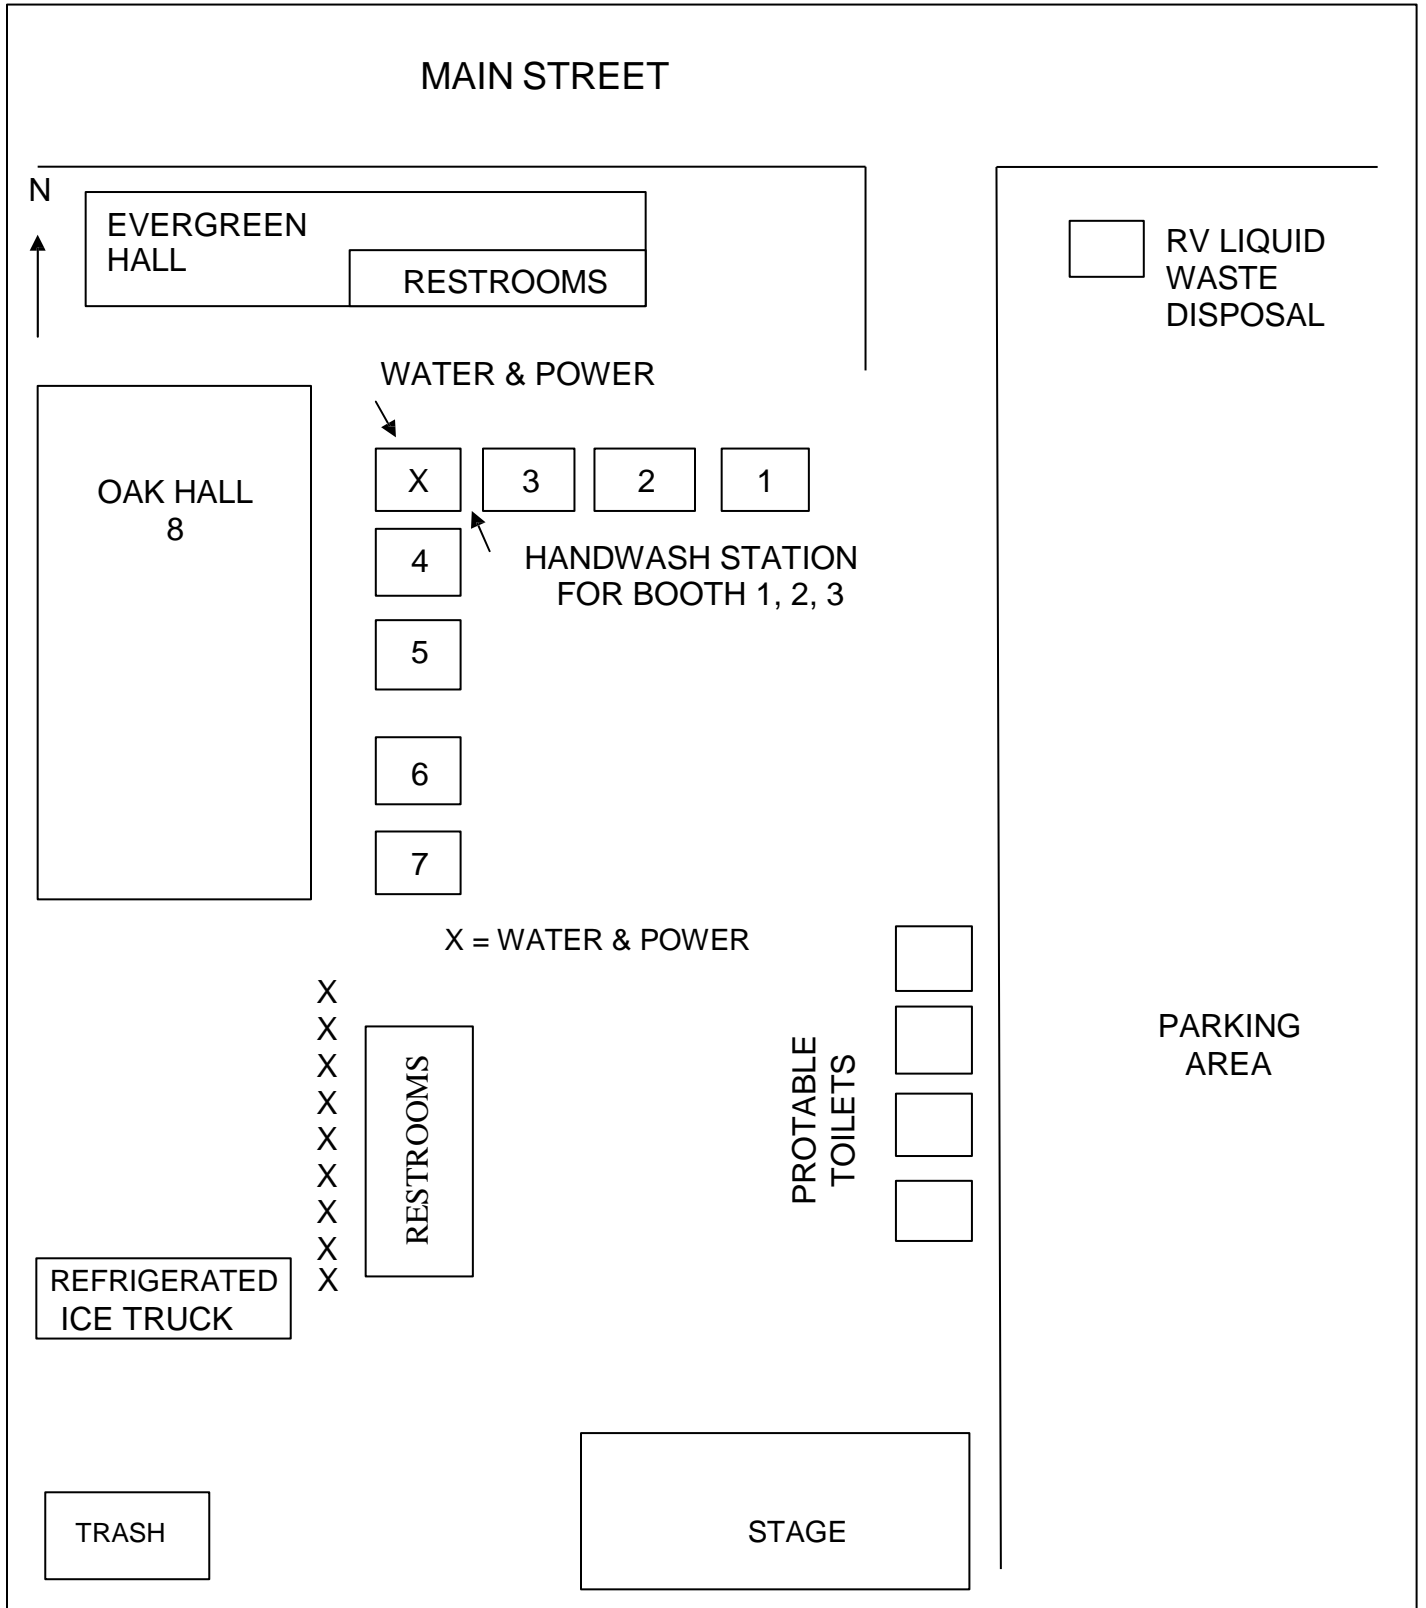 MAIN STREET
N
EVERGREEN
HALL
RESTROOMS
RV LIQUID
WASTE
DISPOSAL
WATER & POWER
OAK HALL
8
X
3
2
1
HANDWASH STATION
FOR BOOTH 1, 2, 3
4
5
6
7
X = WATER & POWER
X
X
X
X
X
X
X
X
X
RESTROOMS
PROTABLE
TOILETS
PARKING
AREA
REFRIGERATED
ICE TRUCK
TRASH
STAGE